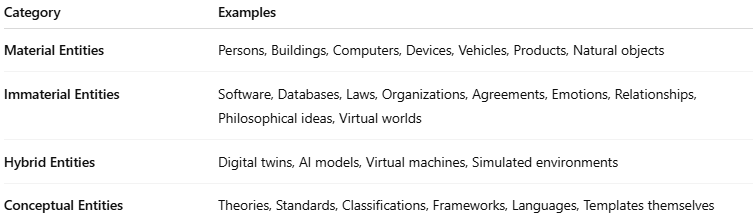 Category Examples
Material Entities Persons, Buildings, Computers, Devices, Vehicles, Products, Natural objects
Immaterial Entities Software, Databases, Laws, Organizations, Agreements, Emotions, Relationships,
Philosophical ideas, Virtual worlds
Hybrid Entities Digital twins, AI models, Virtual machines, Simulated environments
Conceptual Entities Theories, Standards, Classifications, Frameworks, Languages, Templates themselves